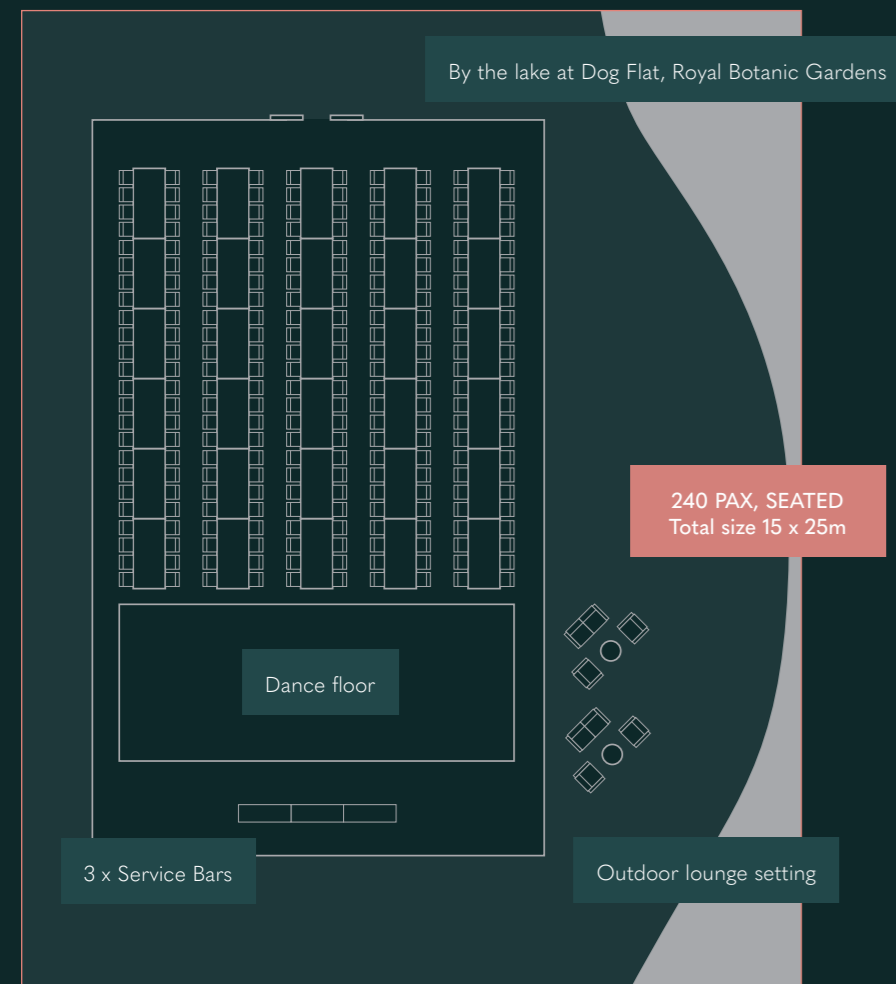 By the lake at Dog Flat, Royal Botanic Gardens
240 PAX, SEATED
Total size 15 x 25m
Dance floor
3 x Service Bars
Outdoor lounge setting